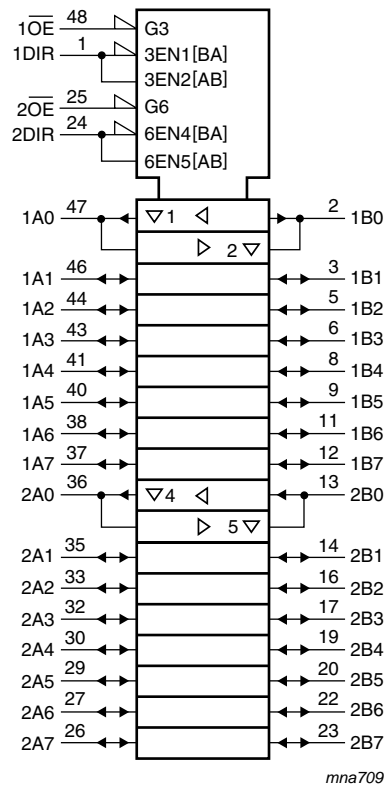 1O̅E̅ 48 G3
1DIR 1 3EN1[BA]
3EN2[AB]
2O̅E̅ 25 G6
2DIR 24 6EN4[BA]
6EN5[AB]
1A0 47 ▽1 ◁ 2 1B0
▷ 2▽
1A1 46 3 1B1
1A2 44 5 1B2
1A3 43 6 1B3
1A4 41 8 1B4
1A5 40 9 1B5
1A6 38 11 1B6
1A7 37 12 1B7
2A0 36 ▽4 ◁ 13 2B0
▷ 5▽
2A1 35 14 2B1
2A2 33 16 2B2
2A3 32 17 2B3
2A4 30 19 2B4
2A5 29 20 2B5
2A6 27 22 2B6
2A7 26 23 2B7
mna709